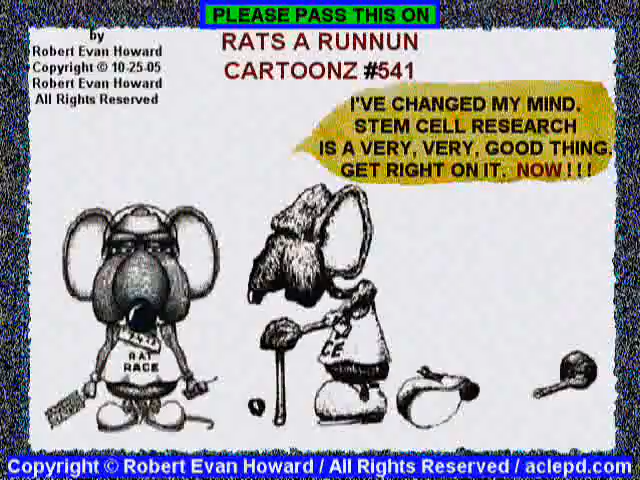 PLEASE PASS THIS ON
by
Robert Evan Howard
Copyright © 10-25-05
Robert Evan Howard
All Rights Reserved
RATS A RUNNUN
CARTOONZ #541
I'VE CHANGED MY MIND.
STEM CELL RESEARCH
IS A VERY, VERY, GOOD THING.
GET RIGHT ON IT, NOW!!!
RAT
RACE
CE
Copyright © Robert Evan Howard / All Rights Reserved / aclepd.com